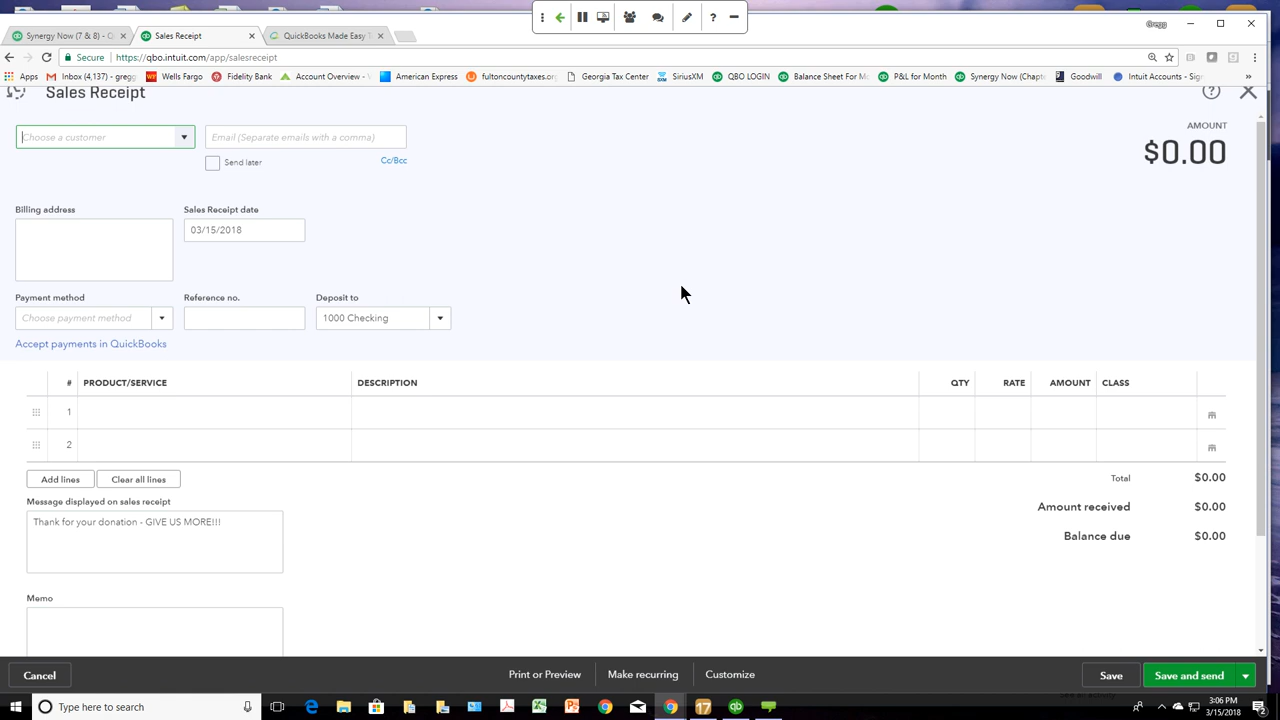 Gregg
Synergy Now (7 & 8) - Q
Sales Receipt
QuickBooks Made Easy T
Secure
https://qbo.intuit.com/app/salesreceipt
Apps
Inbox (4,137) - gregg
Wells Fargo
Fidelity Bank
Account Overview -
American Express
fultoncountytaxes.org
Georgia Tax Center
SiriusXM
QBO LOGIN
Balance Sheet For Mo
P&L for Month
Synergy Now (Chapt
Goodwill
Intuit Accounts - Sig
»
Sales Receipt
Choose a customer
Email (Separate emails with a comma)
AMOUNT
$0.00
Send later
Cc/Bcc
Billing address
Sales Receipt date
03/15/2018
Payment method
Reference no.
Deposit to
Choose payment method
1000 Checking
Accept payments in QuickBooks
# PRODUCT/SERVICE DESCRIPTION QTY RATE AMOUNT CLASS
1
2
Add lines
Clear all lines
Total $0.00
Message displayed on sales receipt
Amount received $0.00
Thank for your donation - GIVE US MORE!!!
Balance due $0.00
Memo
Cancel
Print or Preview
Make recurring
Customize
Save
Save and send
Type here to search
17
3:06 PM
3/15/2018
2